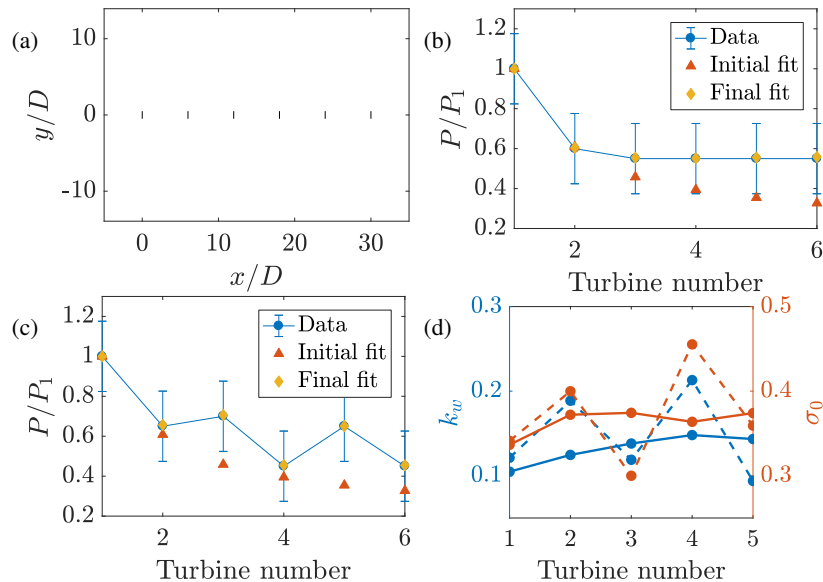 (a)
10
0
-10
y/D
0
10
20
30
x/D
(b)
1.2
1
0.8
0.6
0.4
0.2
P/P₁
2
4
6
Turbine number
Data
Initial fit
Final fit
(c)
1.2
1
0.8
0.6
0.4
0.2
P/P₁
2
4
6
Turbine number
Data
Initial fit
Final fit
(d)
0.3
0.2
0.1
k_w
0.5
0.4
0.3
σ₀
1
2
3
4
5
Turbine number